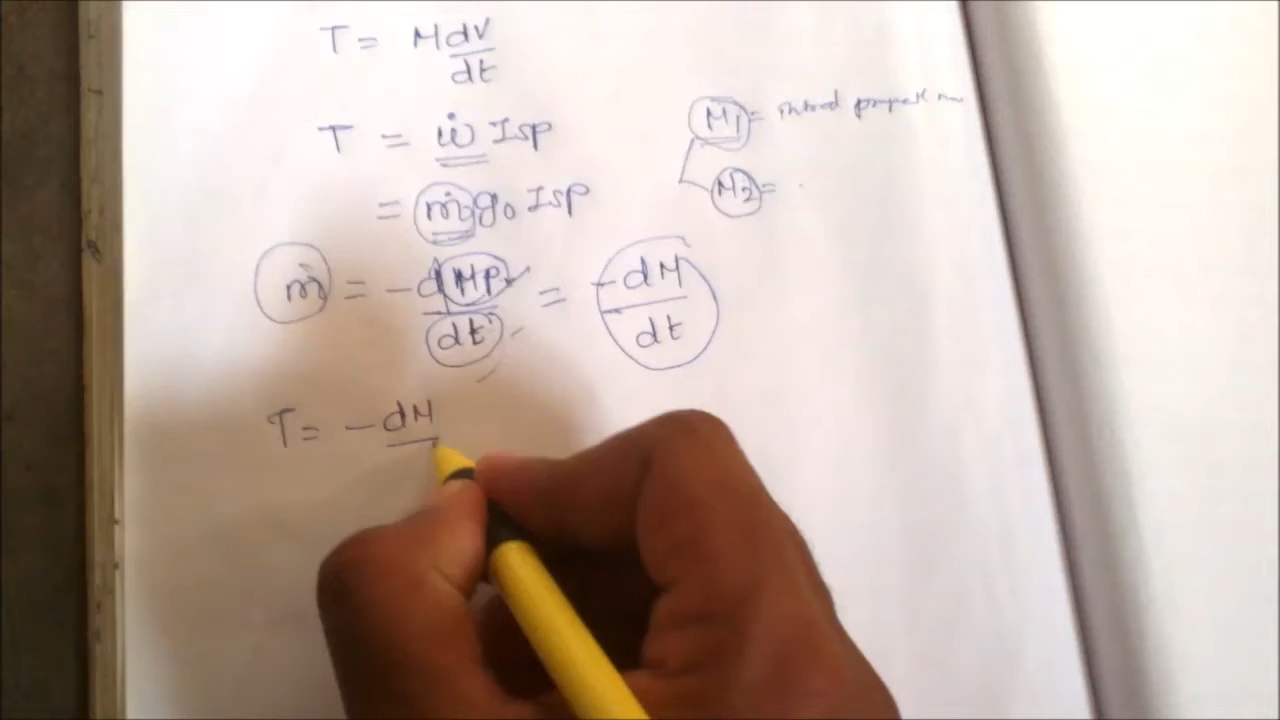 T = M dV/dt
T = ẇ Isp
M1 =
= ṁ g₀ Isp
M2 =
ṁ = -dMp/dt = -dM/dt
T = -dM